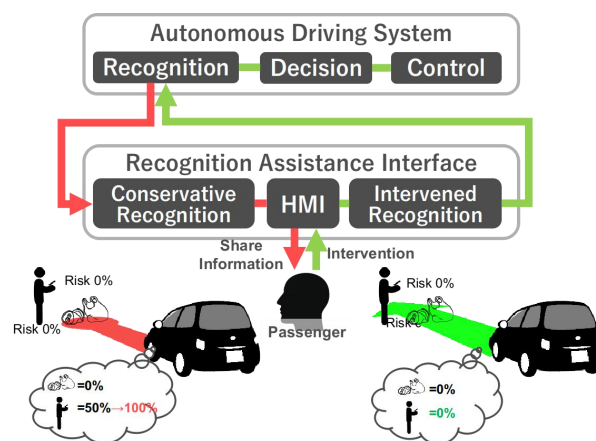 Autonomous Driving System
Recognition
Decision
Control
Recognition Assistance Interface
Conservative
Recognition
HMI
Intervened
Recognition
Share
Information
Intervention
Passenger
Risk 0%
Risk 0%
=0%
=50%→100%
Risk 0%
Risk
=0%
=0%